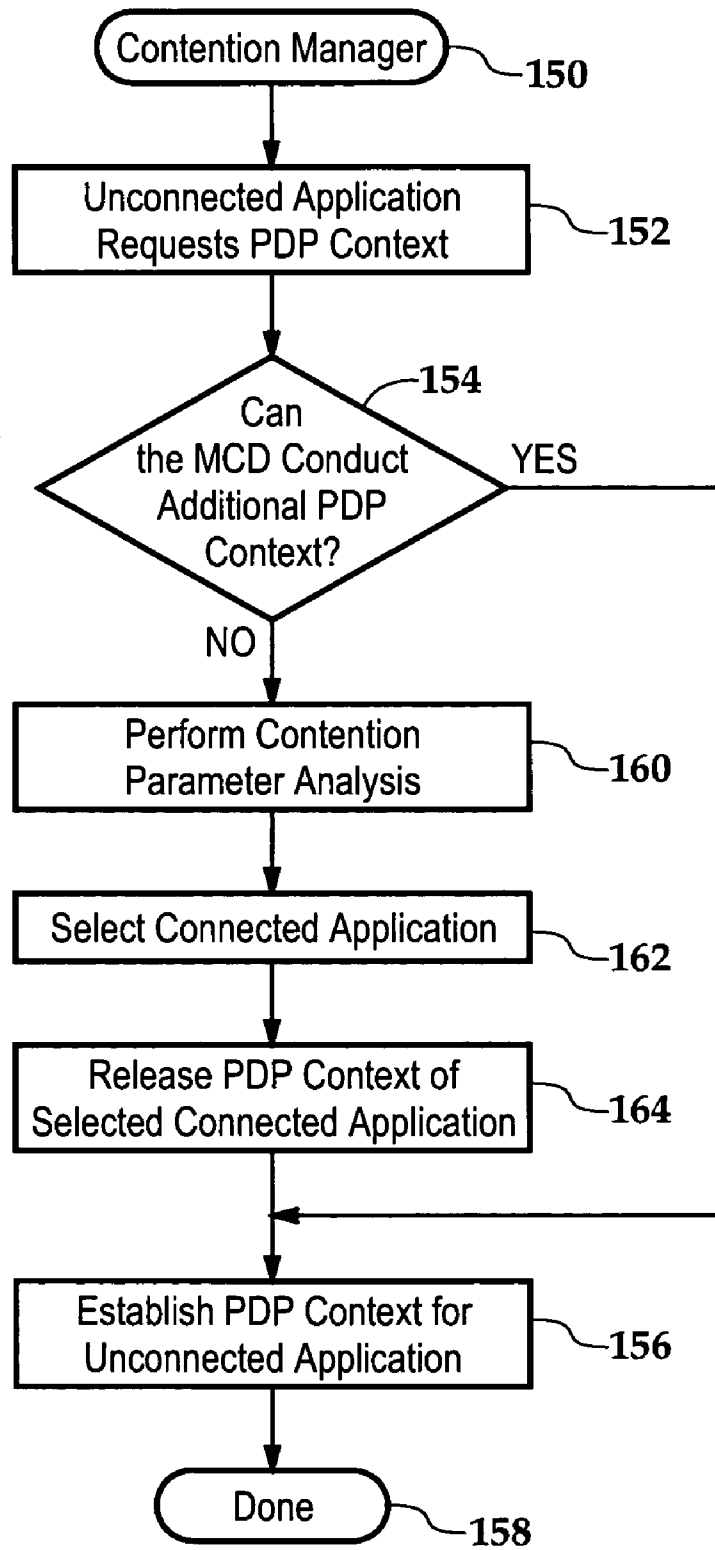 Contention Manager
150
Unconnected Application
Requests PDP Context
152
154
Can
the MCD Conduct
Additional PDP
Context?
YES
NO
Perform Contention
Parameter Analysis
160
Select Connected Application
162
Release PDP Context of
Selected Connected Application
164
Establish PDP Context for
Unconnected Application
156
Done
158